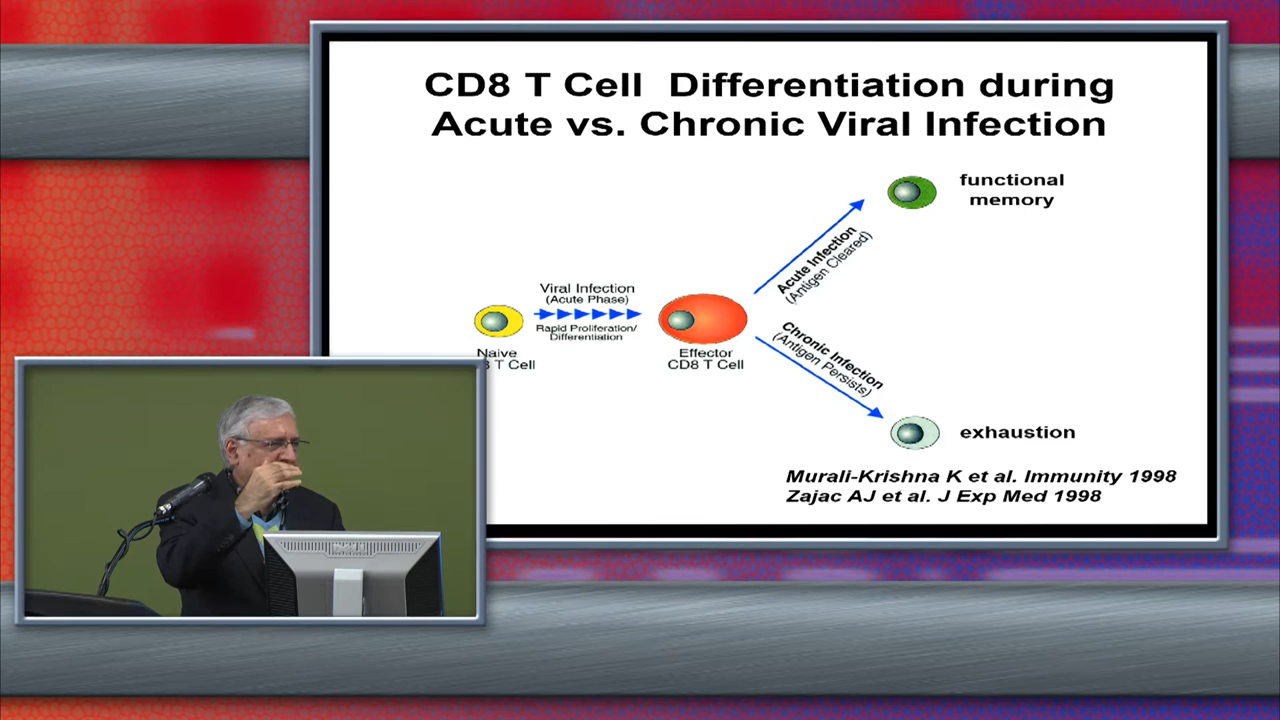 CD8 T Cell Differentiation during
Acute vs. Chronic Viral Infection
functional
memory
Acute Infection
(Antigen Cleared)
Viral Infection
(Acute Phase)
Rapid Proliferation/
Differentiation
Naive
8 T Cell
Effector
CD8 T Cell
Chronic Infection
(Antigen Persists)
exhaustion
Murali-Krishna K et al. Immunity 1998
Zajac AJ et al. J Exp Med 1998